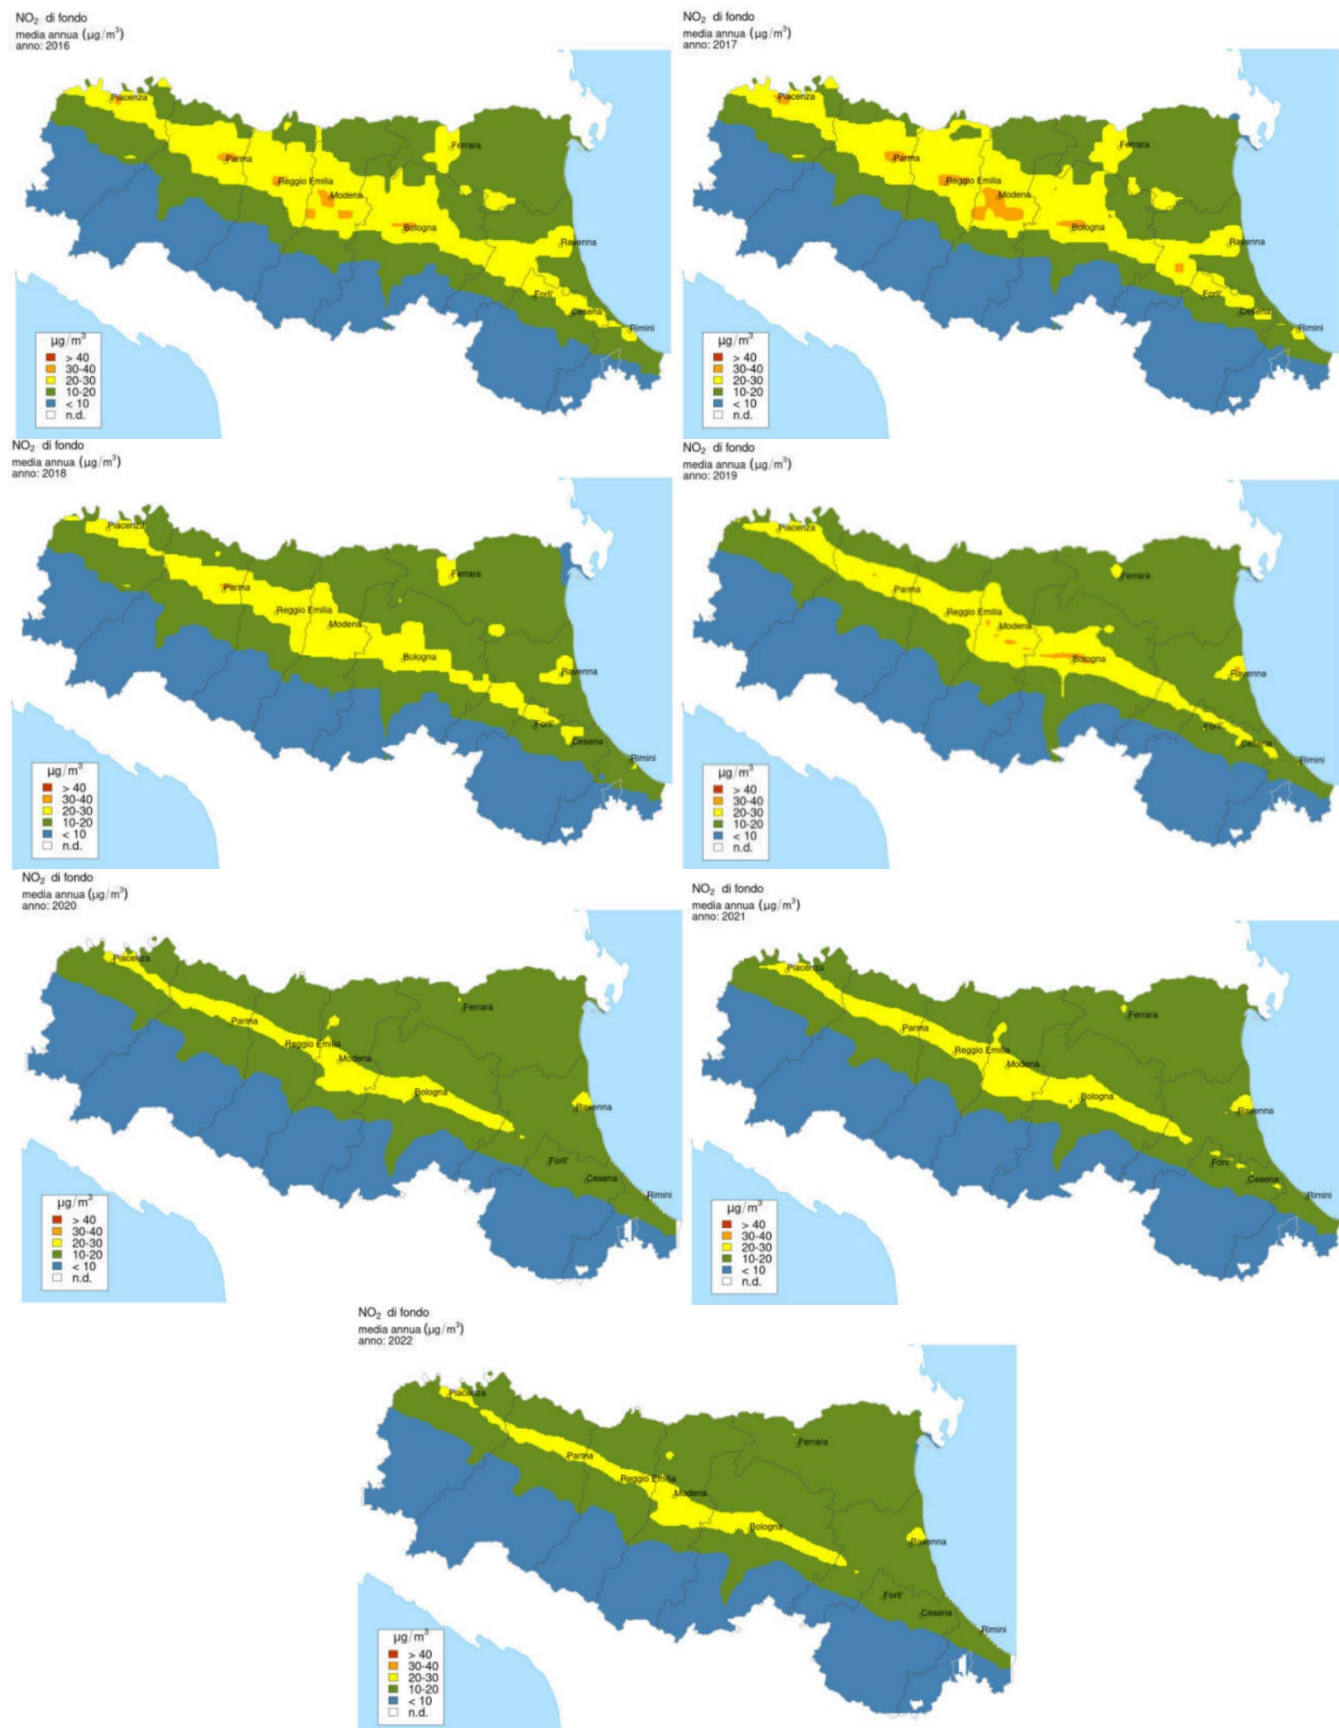 NO₂ di fondo
media annua (µg/m³)
anno: 2016
Piacenza
Parma
Reggio Emilia
Modena
Bologna
Ferrara
Ravenna
Forli'
Cesena
Rimini
µg/m³
> 40
30-40
20-30
10-20
< 10
n.d.
NO₂ di fondo
media annua (µg/m³)
anno: 2017
Piacenza
Parma
Reggio Emilia
Modena
Bologna
Ferrara
Ravenna
Forli'
Cesena
Rimini
µg/m³
> 40
30-40
20-30
10-20
< 10
n.d.
NO₂ di fondo
media annua (µg/m³)
anno: 2018
Piacenza
Parma
Reggio Emilia
Modena
Bologna
Ferrara
Ravenna
Forli'
Cesena
Rimini
µg/m³
> 40
30-40
20-30
10-20
< 10
n.d.
NO₂ di fondo
media annua (µg/m³)
anno: 2019
Piacenza
Parma
Reggio Emilia
Modena
Bologna
Ferrara
Ravenna
Forli'
Cesena
Rimini
µg/m³
> 40
30-40
20-30
10-20
< 10
n.d.
NO₂ di fondo
media annua (µg/m³)
anno: 2020
Piacenza
Parma
Reggio Emilia
Modena
Bologna
Ferrara
Ravenna
Forli'
Cesena
Rimini
µg/m³
> 40
30-40
20-30
10-20
< 10
n.d.
NO₂ di fondo
media annua (µg/m³)
anno: 2021
Piacenza
Parma
Reggio Emilia
Modena
Bologna
Ferrara
Ravenna
Forli'
Cesena
Rimini
µg/m³
> 40
30-40
20-30
10-20
< 10
n.d.
NO₂ di fondo
media annua (µg/m³)
anno: 2022
Piacenza
Parma
Reggio Emilia
Modena
Bologna
Ferrara
Ravenna
Forli'
Cesena
Rimini
µg/m³
> 40
30-40
20-30
10-20
< 10
n.d.